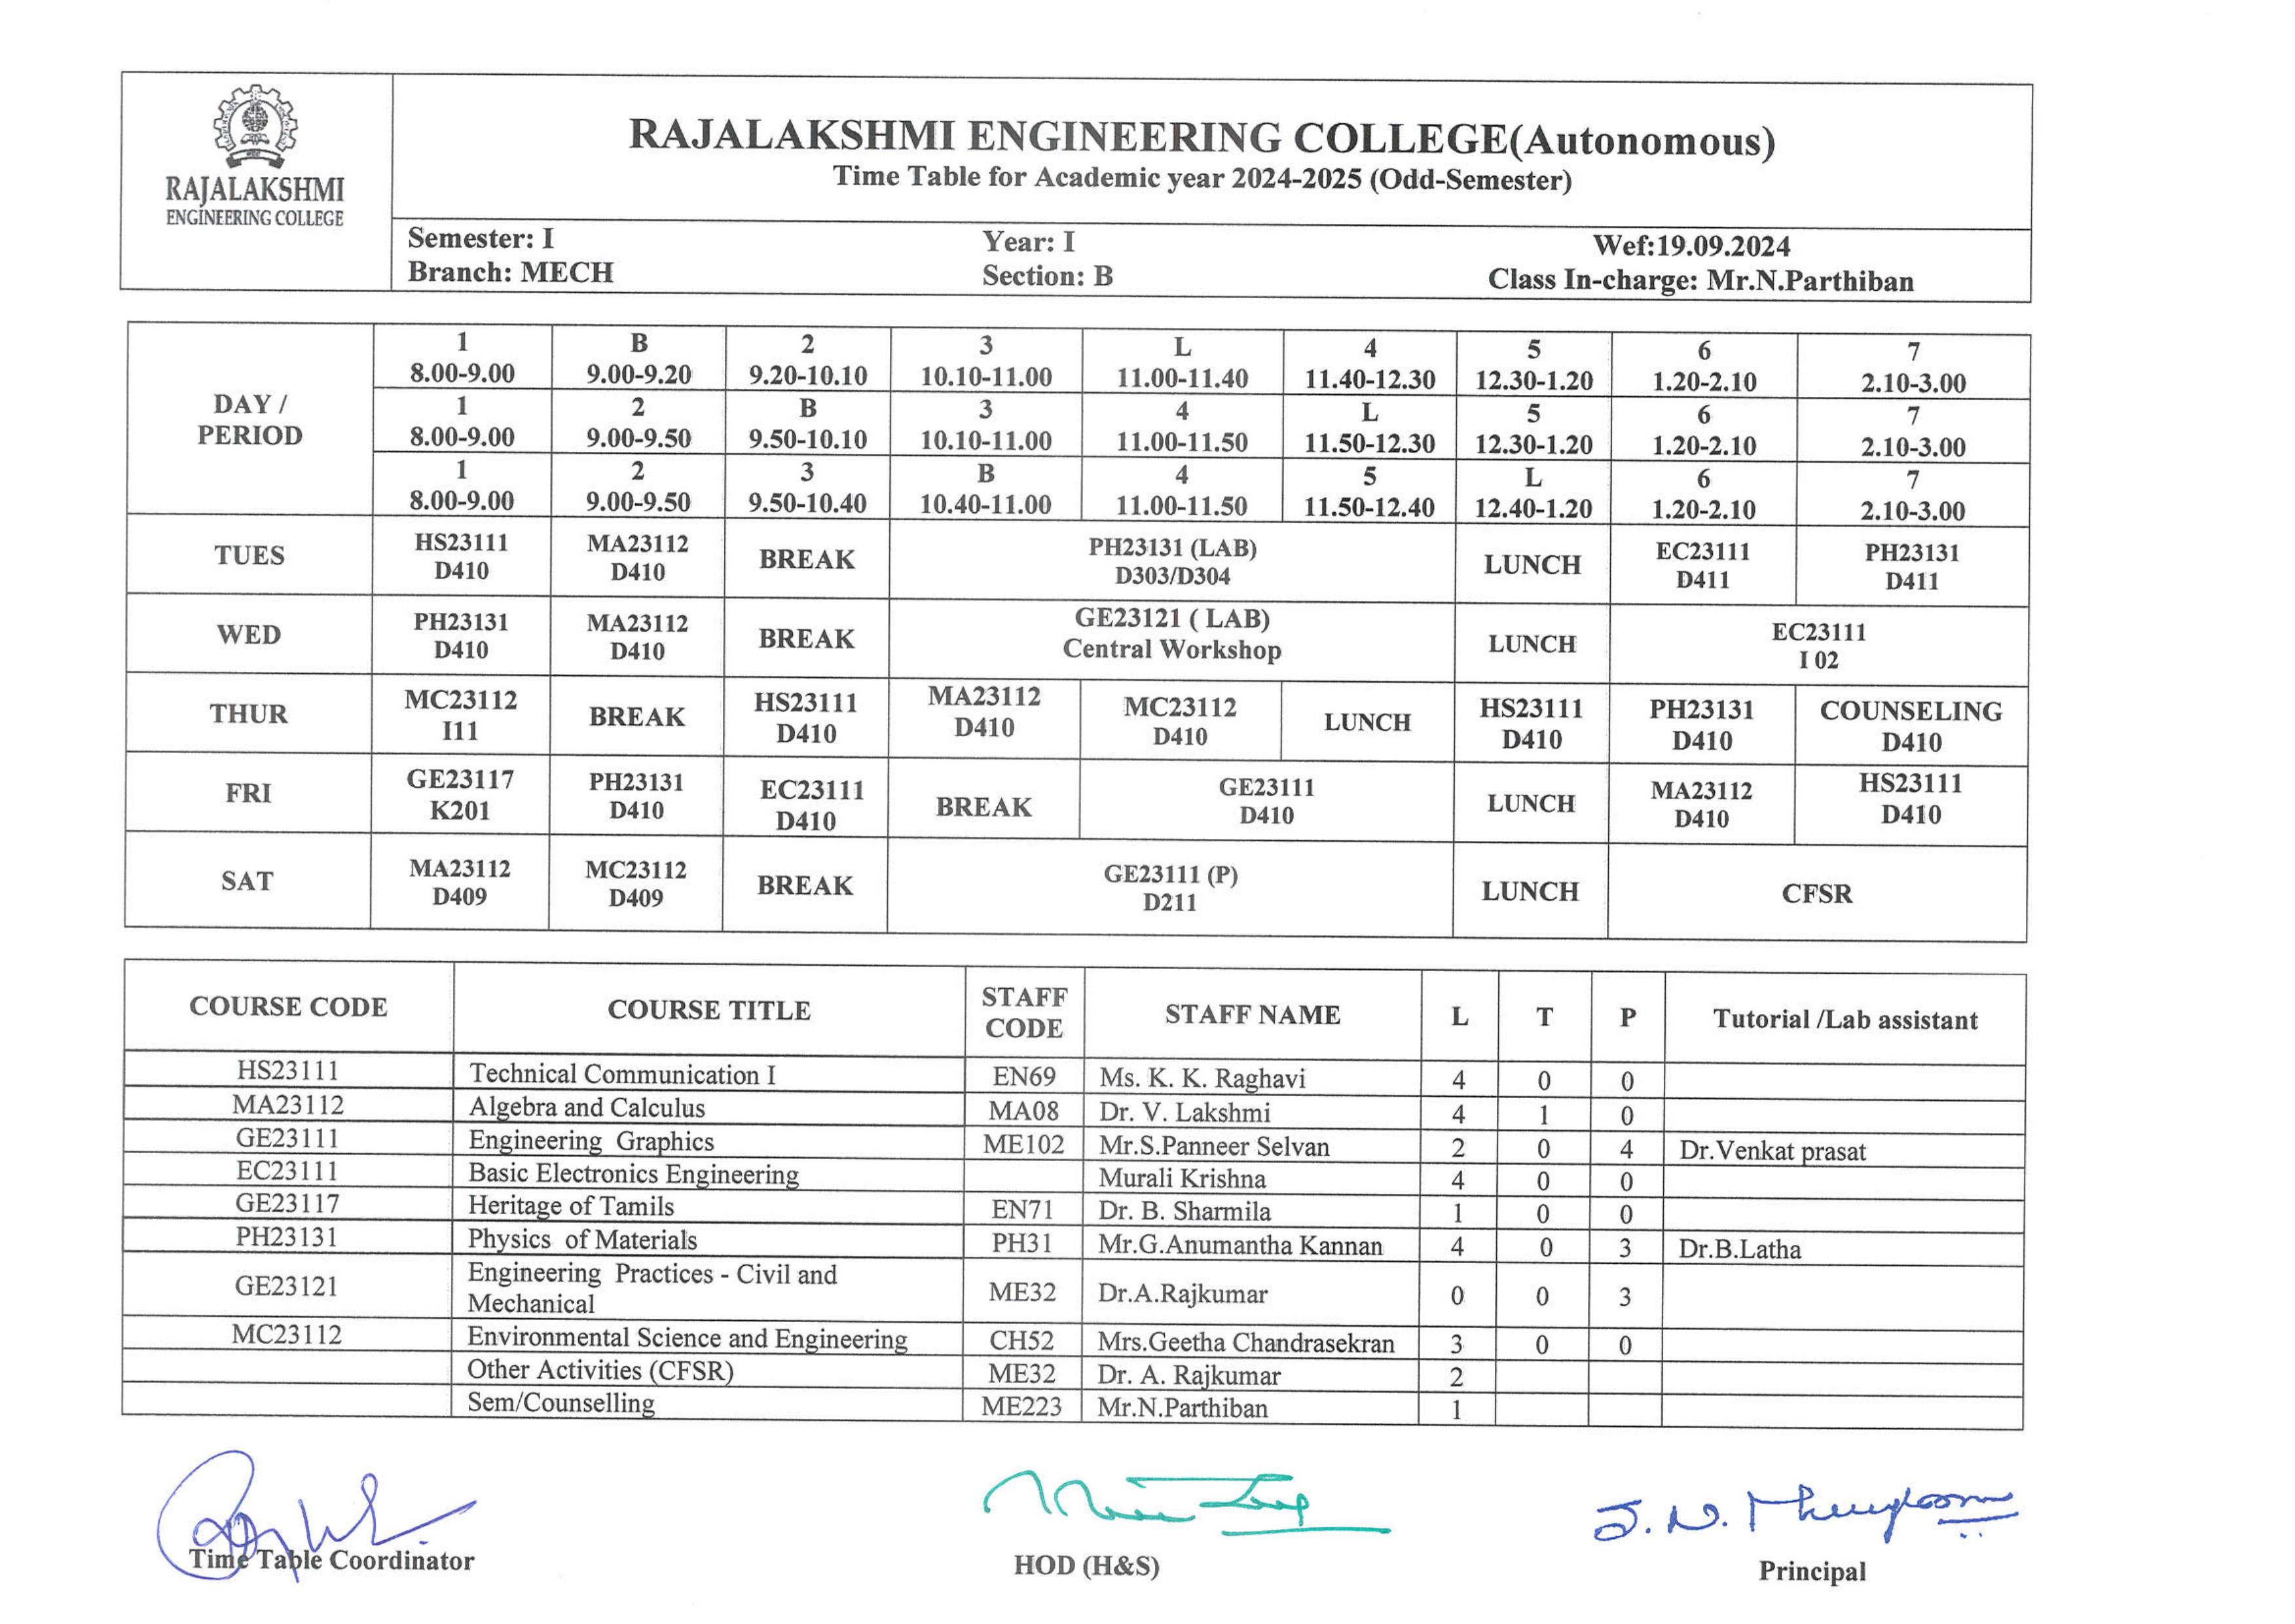 RAJALAKSHMI
ENGINEERING COLLEGE
RAJALAKSHMI ENGINEERING COLLEGE(Autonomous)
Time Table for Academic year 2024-2025 (Odd-Semester)
Semester: I Year: I Wef:19.09.2024
Branch: MECH Section: B Class In-charge: Mr.N.Parthiban
DAY / PERIOD
1 B 2 3 L 4 5 6 7
8.00-9.00 9.00-9.20 9.20-10.10 10.10-11.00 11.00-11.40 11.40-12.30 12.30-1.20 1.20-2.10 2.10-3.00
1 2 B 3 4 L 5 6 7
8.00-9.00 9.00-9.50 9.50-10.10 10.10-11.00 11.00-11.50 11.50-12.30 12.30-1.20 1.20-2.10 2.10-3.00
1 2 3 B 4 5 L 6 7
8.00-9.00 9.00-9.50 9.50-10.40 10.40-11.00 11.00-11.50 11.50-12.40 12.40-1.20 1.20-2.10 2.10-3.00
TUES HS23111 MA23112 BREAK PH23131 (LAB) LUNCH EC23111 PH23131
D410 D410 D303/D304 D411 D411
WED PH23131 MA23112 BREAK GE23121 ( LAB) LUNCH EC23111
D410 D410 Central Workshop I 02
THUR MC23112 BREAK HS23111 MA23112 MC23112 LUNCH HS23111 PH23131 COUNSELING
I11 D410 D410 D410 D410 D410 D410
FRI GE23117 PH23131 EC23111 BREAK GE23111 LUNCH MA23112 HS23111
K201 D410 D410 D410 D410 D410
SAT MA23112 MC23112 BREAK GE23111 (P) LUNCH CFSR
D409 D409 D211
COURSE CODE COURSE TITLE STAFF CODE STAFF NAME L T P Tutorial /Lab assistant
HS23111 Technical Communication I EN69 Ms. K. K. Raghavi 4 0 0
MA23112 Algebra and Calculus MA08 Dr. V. Lakshmi 4 1 0
GE23111 Engineering Graphics ME102 Mr.S.Panneer Selvan 2 0 4 Dr.Venkat prasat
EC23111 Basic Electronics Engineering Murali Krishna 4 0 0
GE23117 Heritage of Tamils EN71 Dr. B. Sharmila 1 0 0
PH23131 Physics of Materials PH31 Mr.G.Anumantha Kannan 4 0 3 Dr.B.Latha
GE23121 Engineering Practices - Civil and Mechanical ME32 Dr.A.Rajkumar 0 0 3
MC23112 Environmental Science and Engineering CH52 Mrs.Geetha Chandrasekran 3 0 0
Other Activities (CFSR) ME32 Dr. A. Rajkumar 2
Sem/Counselling ME223 Mr.N.Parthiban 1
Time Table Coordinator HOD (H&S) Principal